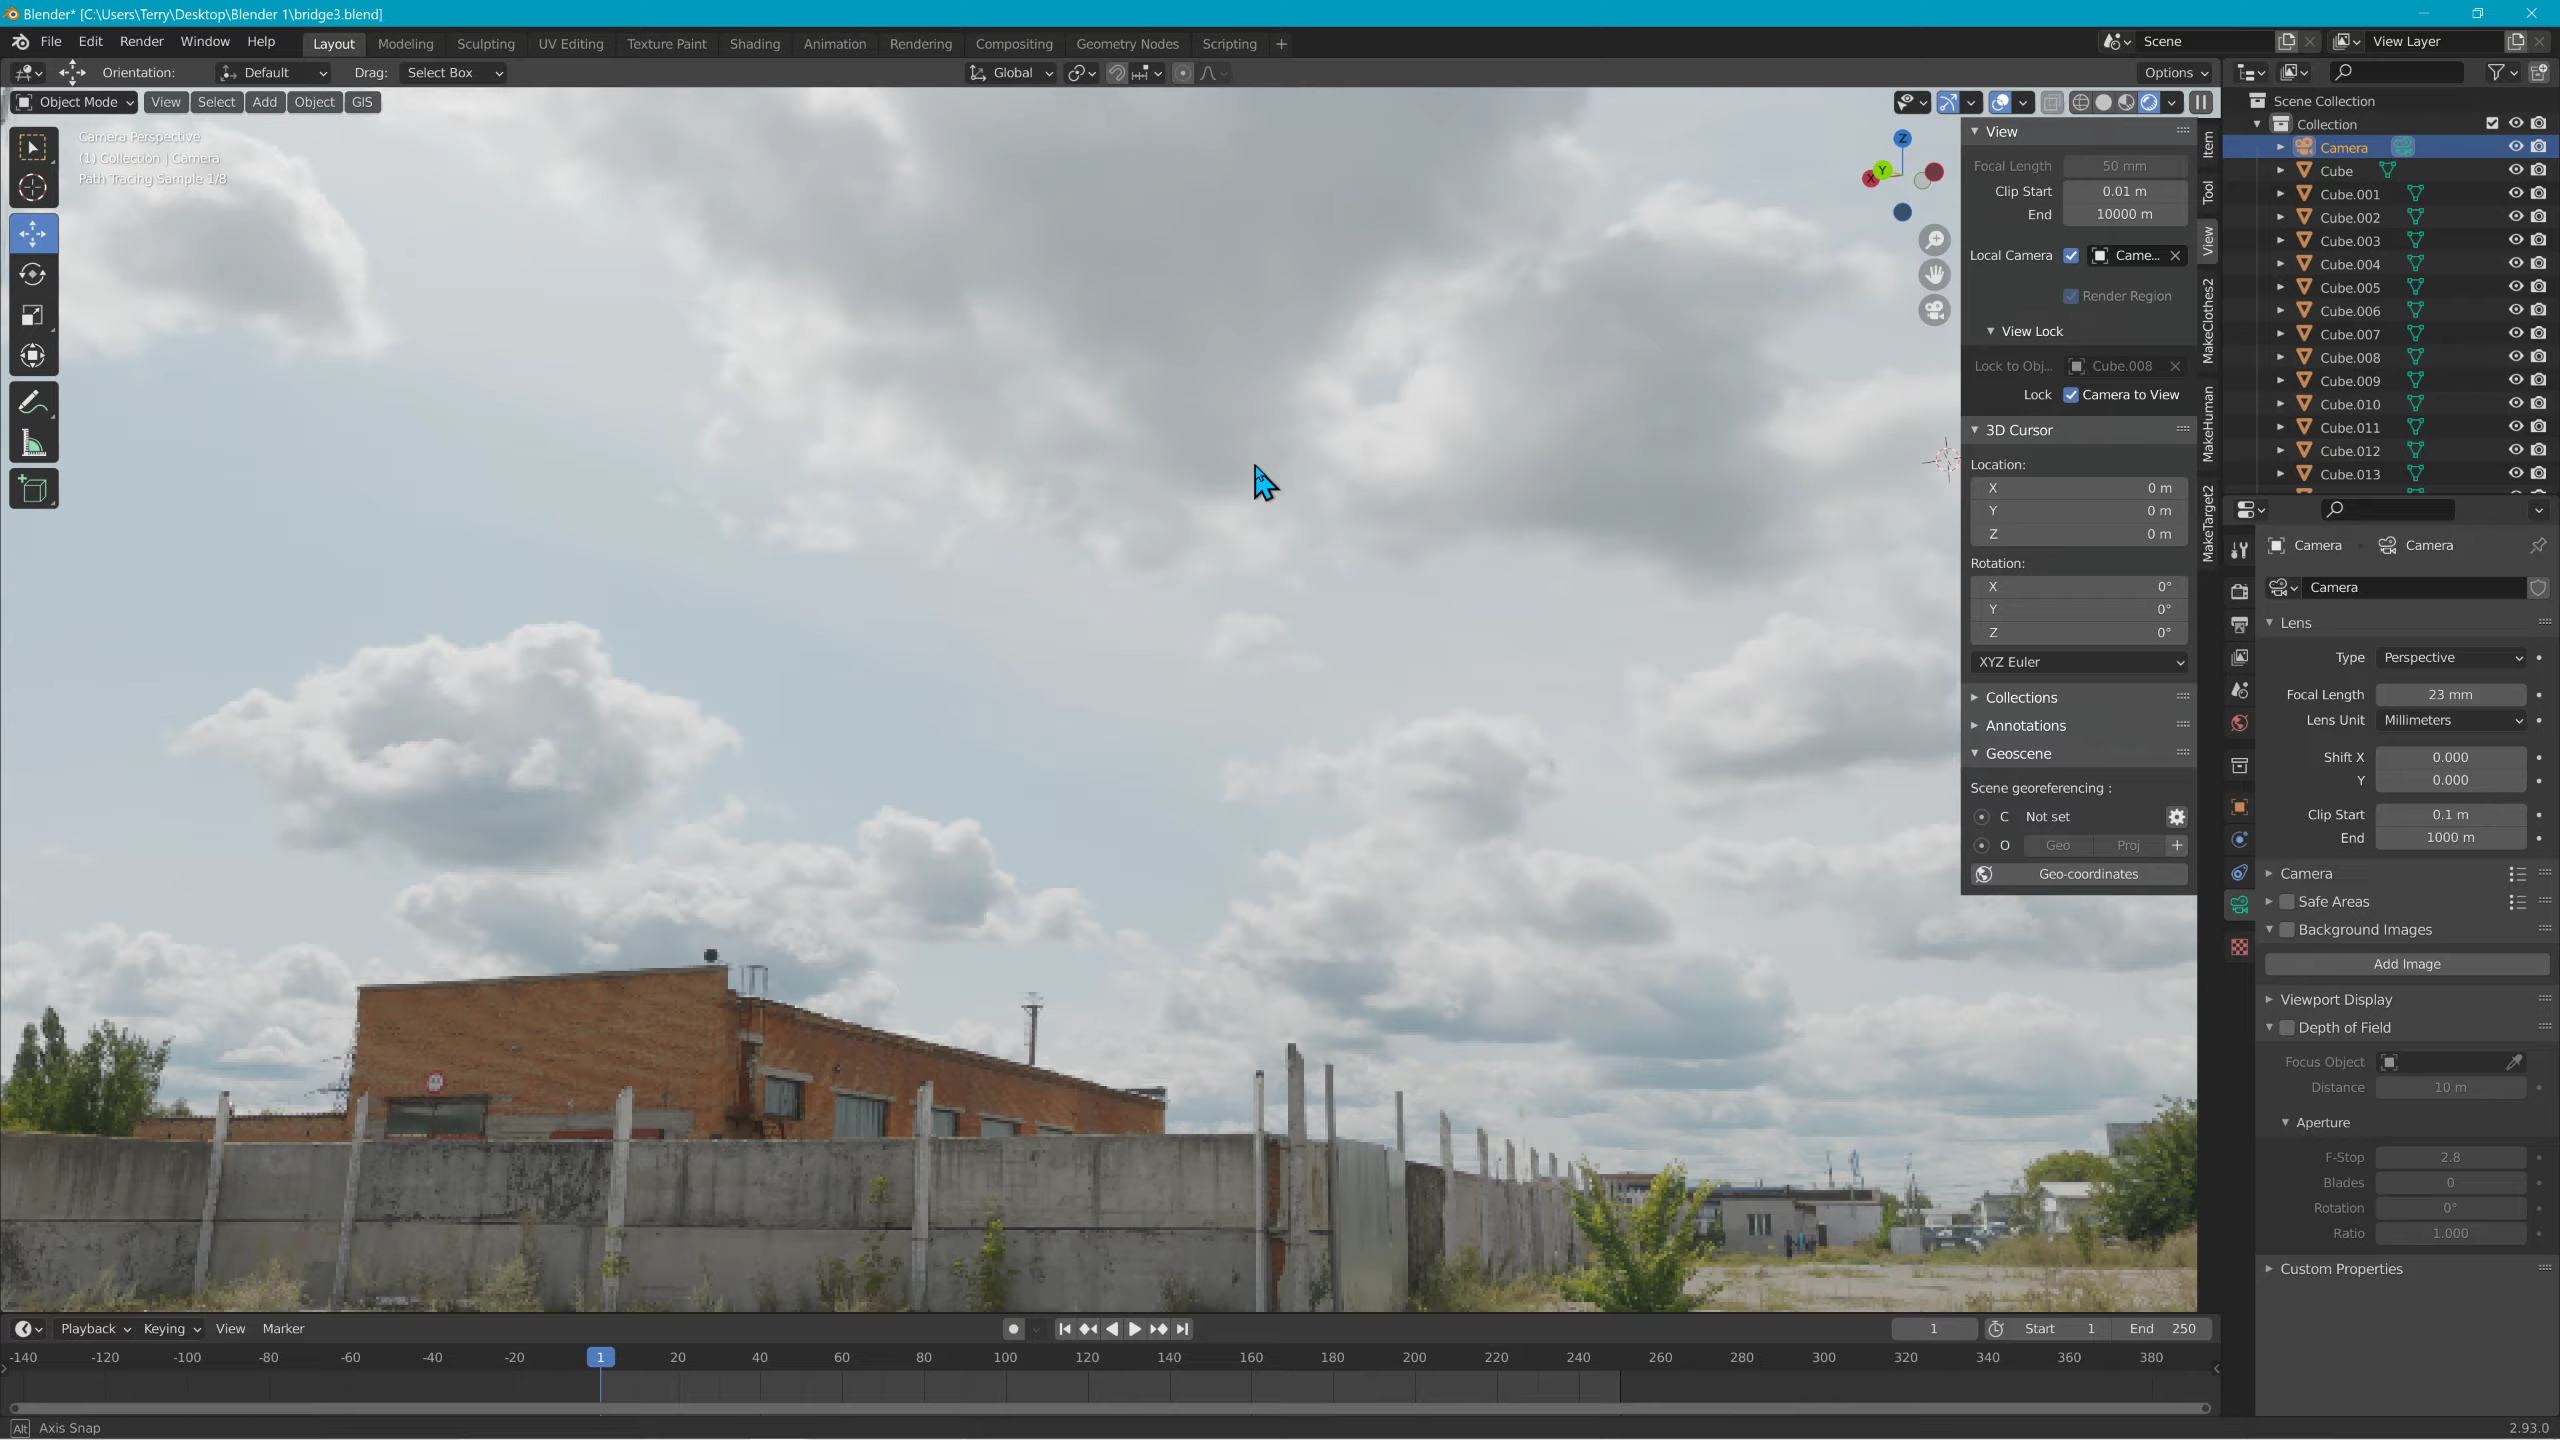 Blender* [C:\Users\Terry\Desktop\Blender 1\bridge3.blend]
File Edit Render Window Help Layout Modeling Sculpting UV Editing Texture Paint Shading Animation Rendering Compositing Geometry Nodes Scripting + Scene View Layer
Orientation: Default Drag: Select Box Global Options
Object Mode View Select Add Object GIS
Camera Perspective
(1) Collection | Camera
Path Tracing Sample 1/8
Z
Y
X
View
Focal Length 50 mm
Clip Start 0.01 m
End 10000 m
Local Camera Came...
Render Region
View Lock
Lock to Obj... Cube.008
Lock Camera to View
3D Cursor
Location:
X 0 m
Y 0 m
Z 0 m
Rotation:
X 0°
Y 0°
Z 0°
XYZ Euler
Collections
Annotations
Geoscene
Scene georeferencing :
C Not set
O Geo Proj +
Geo-coordinates
Item
Tool
View
MakeClothes2
MakeHuman
MakeTarget2
Scene Collection
Collection
Camera
Cube
Cube.001
Cube.002
Cube.003
Cube.004
Cube.005
Cube.006
Cube.007
Cube.008
Cube.009
Cube.010
Cube.011
Cube.012
Cube.013
Camera Camera
Camera
Lens
Type Perspective
Focal Length 23 mm
Lens Unit Millimeters
Shift X 0.000
Y 0.000
Clip Start 0.1 m
End 1000 m
Camera
Safe Areas
Background Images
Add Image
Viewport Display
Depth of Field
Focus Object
Distance 10 m
Aperture
F-Stop 2.8
Blades 0
Rotation 0°
Ratio 1.000
Custom Properties
Playback Keying View Marker 1 Start 1 End 250
-140 -120 -100 -80 -60 -40 -20 1 20 40 60 80 100 120 140 160 180 200 220 240 260 280 300 320 340 360 380
Alt Axis Snap 2.93.0